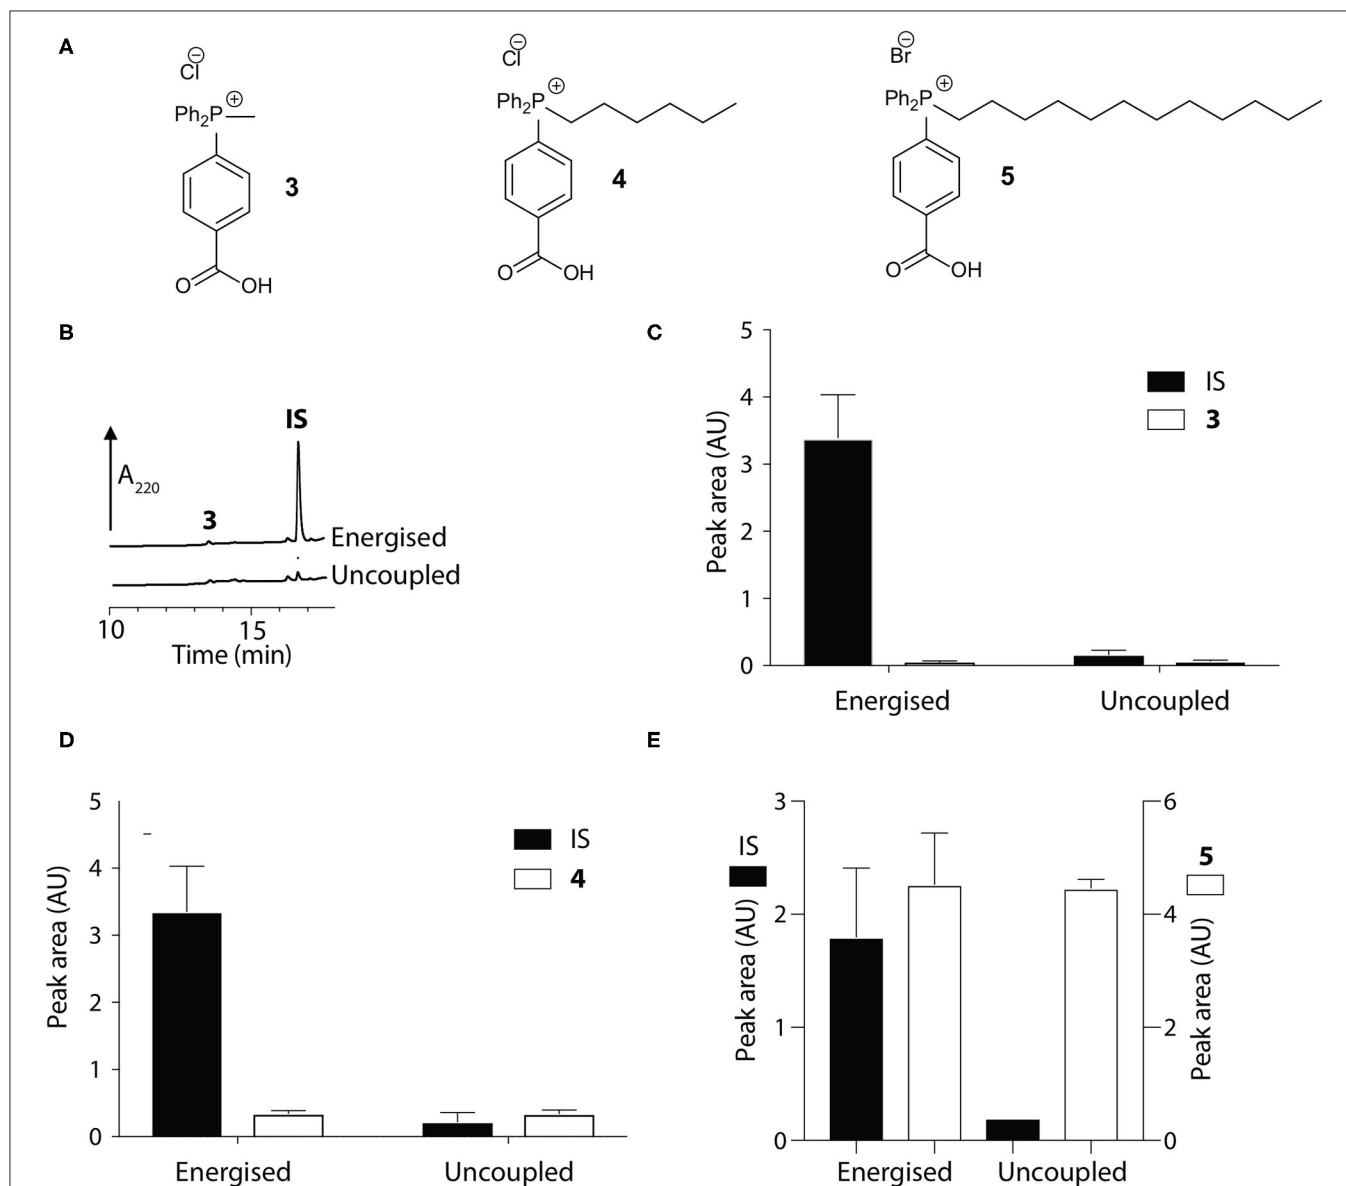 A
Cl⊖
Ph₂P⊕
3
O
OH
Cl⊖
Ph₂P⊕
4
O
OH
Br⊖
Ph₂P⊕
5
O
OH
B
A₂₂₀
3
IS
Energised
Uncoupled
10
15
Time (min)
C
Peak area (AU)
5
4
3
2
1
0
IS
3
Energised
Uncoupled
D
Peak area (AU)
5
4
3
2
1
0
IS
4
Energised
Uncoupled
E
IS
Peak area (AU)
3
2
1
0
6
4
2
0
5
Peak area (AU)
Energised
Uncoupled